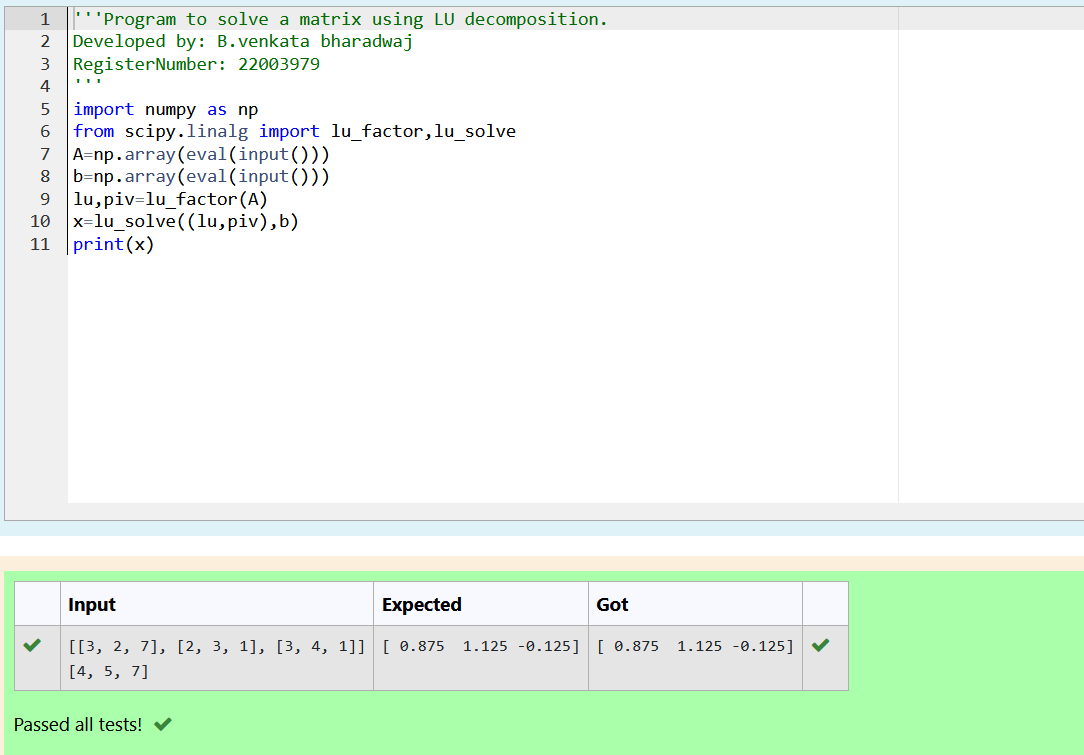 1 '''Program to solve a matrix using LU decomposition.
2 Developed by: B.venkata bharadwaj
3 RegisterNumber: 22003979
4 '''
5 import numpy as np
6 from scipy.linalg import lu_factor,lu_solve
7 A=np.array(eval(input()))
8 b=np.array(eval(input()))
9 lu,piv=lu_factor(A)
10 x=lu_solve((lu,piv),b)
11 print(x)
Input Expected Got
[[3, 2, 7], [2, 3, 1], [3, 4, 1]] [ 0.875  1.125 -0.125] [ 0.875  1.125 -0.125]
[4, 5, 7]
Passed all tests!